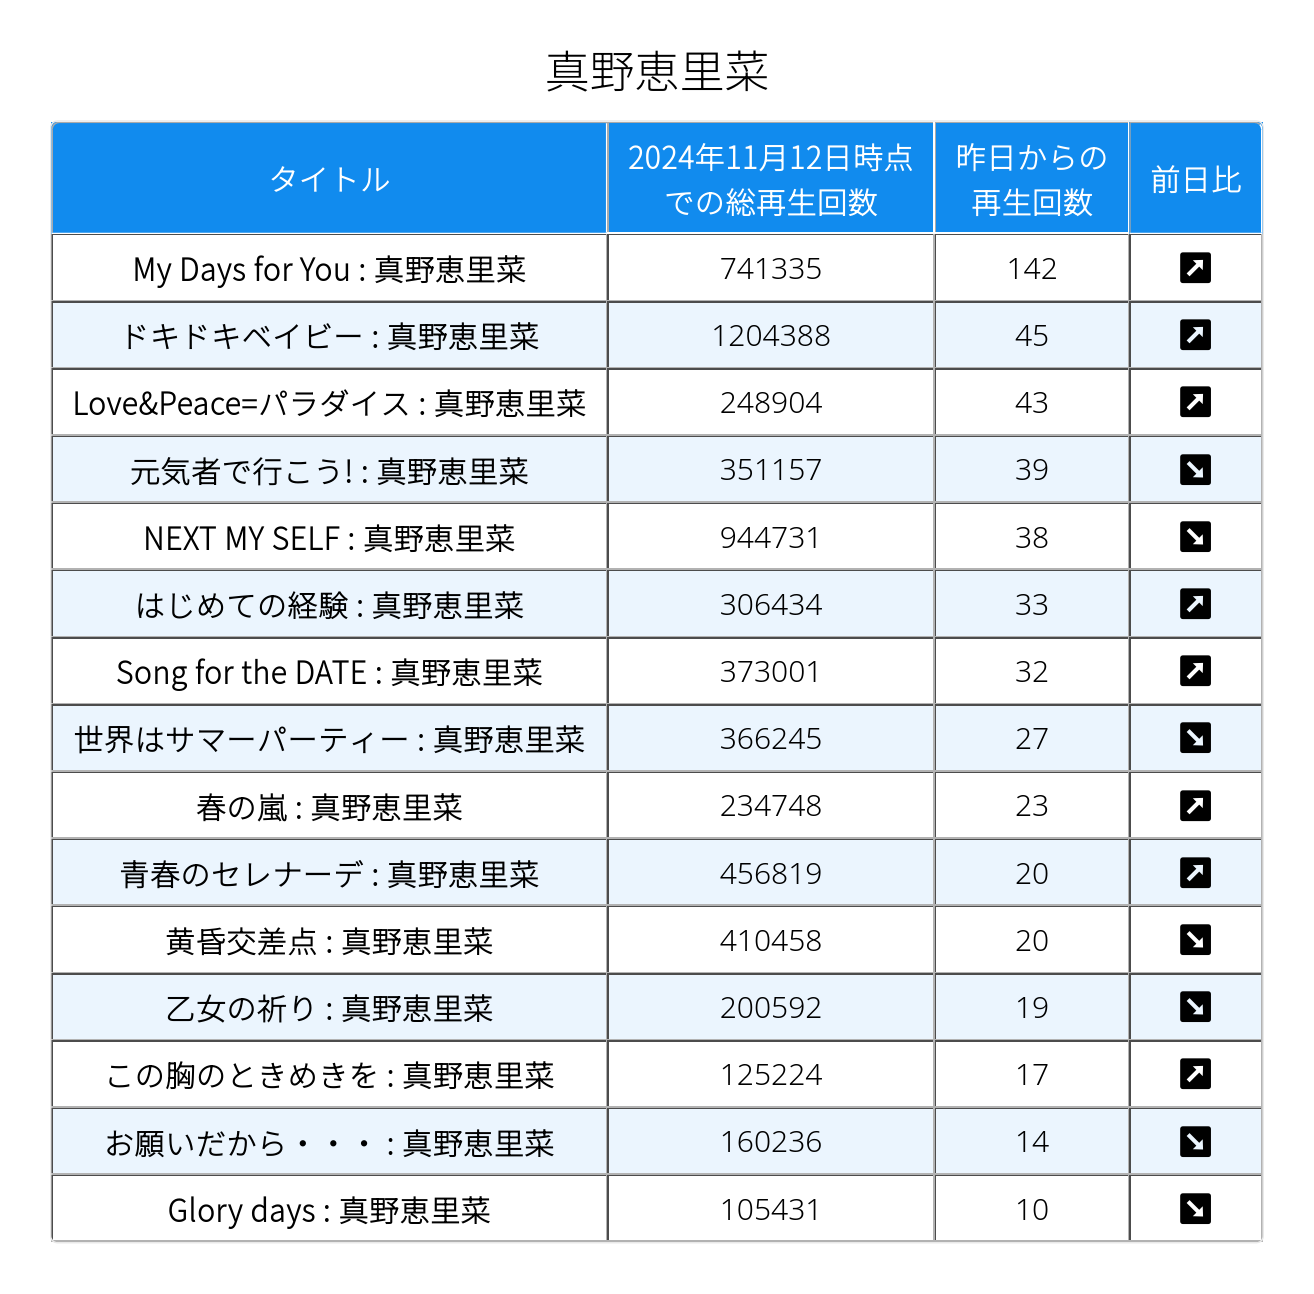 真野恵里菜
タイトル 2024年11月12日時点での総再生回数 昨日からの再生回数 前日比
My Days for You : 真野恵里菜 741335 142 ↗
ドキドキベイビー : 真野恵里菜 1204388 45 ↗
Love&Peace=パラダイス : 真野恵里菜 248904 43 ↗
元気者で行こう! : 真野恵里菜 351157 39 ↘
NEXT MY SELF : 真野恵里菜 944731 38 ↘
はじめての経験 : 真野恵里菜 306434 33 ↗
Song for the DATE : 真野恵里菜 373001 32 ↗
世界はサマーパーティー : 真野恵里菜 366245 27 ↘
春の嵐 : 真野恵里菜 234748 23 ↗
青春のセレナーデ : 真野恵里菜 456819 20 ↗
黄昏交差点 : 真野恵里菜 410458 20 ↘
乙女の祈り : 真野恵里菜 200592 19 ↘
この胸のときめきを : 真野恵里菜 125224 17 ↗
お願いだから・・・ : 真野恵里菜 160236 14 ↘
Glory days : 真野恵里菜 105431 10 ↘